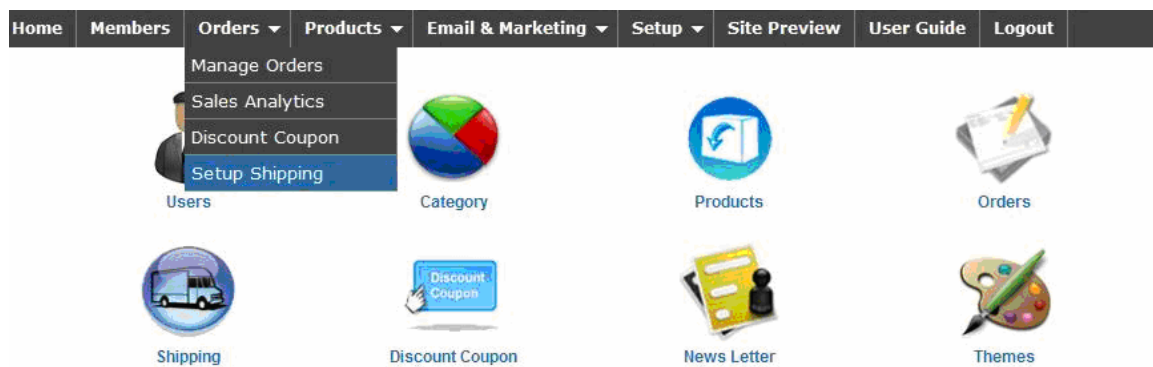 Home Members Orders Products Email & Marketing Setup Site Preview User Guide Logout
Manage Orders
Sales Analytics
Discount Coupon
Setup Shipping
Users Category Products Orders
Discount
Coupon
Shipping Discount Coupon News Letter Themes